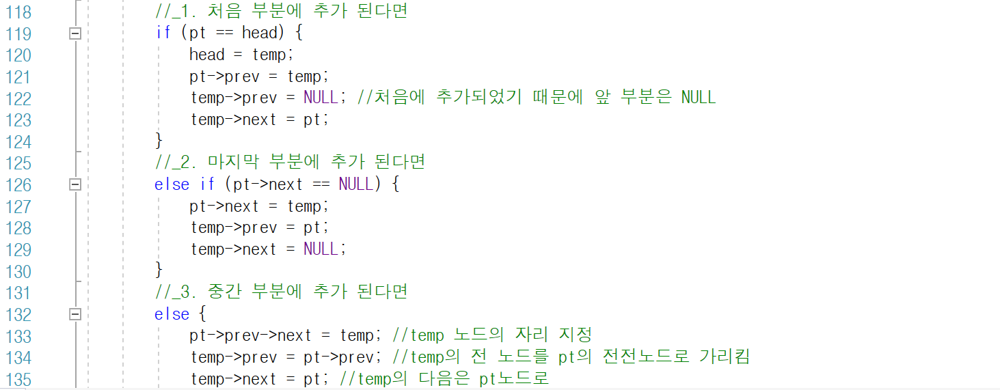 118 //_1. 처음 부분에 추가 된다면
119 if (pt == head) {
120 head = temp;
121 pt->prev = temp;
122 temp->prev = NULL; //처음에 추가되었기 때문에 앞 부분은 NULL
123 temp->next = pt;
124 }
125 //_2. 마지막 부분에 추가 된다면
126 else if (pt->next == NULL) {
127 pt->next = temp;
128 temp->prev = pt;
129 temp->next = NULL;
130 }
131 //_3. 중간 부분에 추가 된다면
132 else {
133 pt->prev->next = temp; //temp 노드의 자리 지정
134 temp->prev = pt->prev; //temp의 전 노드를 pt의 전전노드로 가리킴
135 temp->next = pt; //temp의 다음은 pt노드로